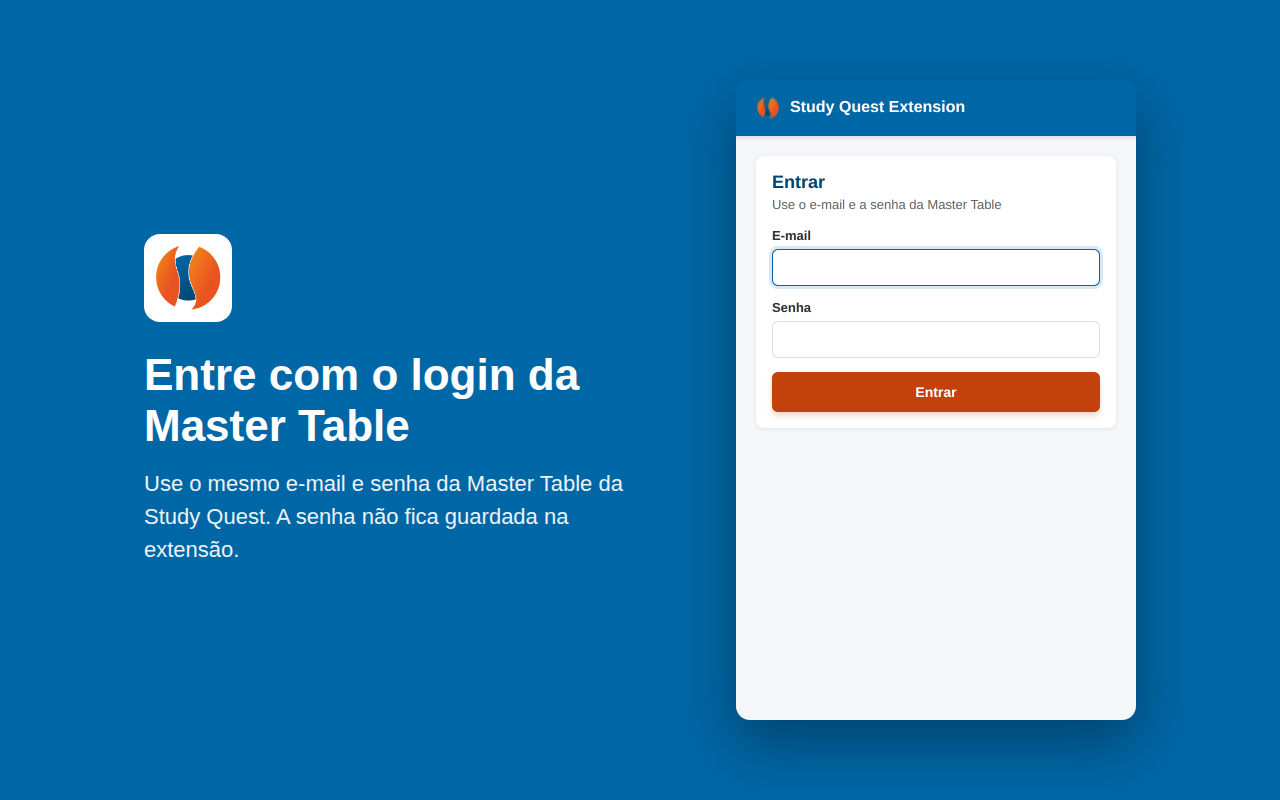 Entre com o login da
Master Table
Use o mesmo e-mail e senha da Master Table da
Study Quest. A senha não fica guardada na
extensão.
Study Quest Extension
Entrar
Use o e-mail e a senha da Master Table
E-mail
Senha
Entrar